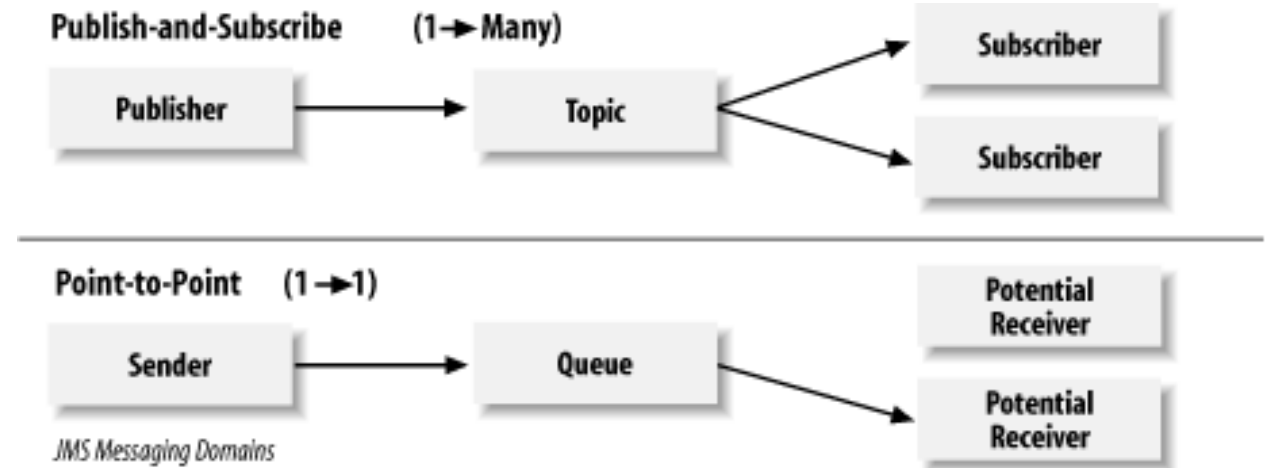 Publish-and-Subscribe (1→Many)
Publisher
Topic
Subscriber
Subscriber
Point-to-Point (1→1)
Sender
Queue
Potential
Receiver
Potential
Receiver
JMS Messaging Domains